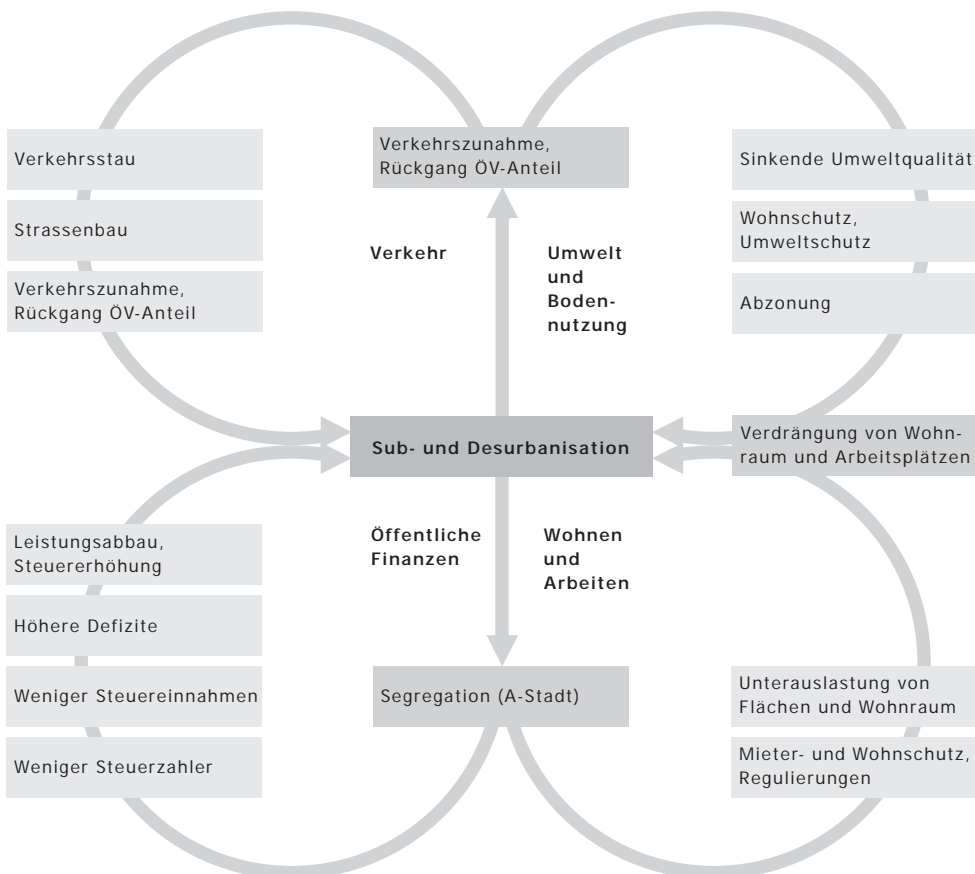 Verkehrszunahme,
Rückgang ÖV-Anteil
Verkehrsstau
Strassenbau
Verkehrszunahme,
Rückgang ÖV-Anteil
Verkehr
Umwelt
und
Boden-
nutzung
Sinkende Umweltqualität
Wohnschutz,
Umweltschutz
Abzonung
Sub- und Desurbanisation
Verdrängung von Wohn-
raum und Arbeitsplätzen
Leistungsabbau,
Steuererhöhung
Höhere Defizite
Weniger Steuereinnahmen
Weniger Steuerzahler
Öffentliche
Finanzen
Wohnen
und
Arbeiten
Segregation (A-Stadt)
Unterauslastung von
Flächen und Wohnraum
Mieter- und Wohnschutz,
Regulierungen